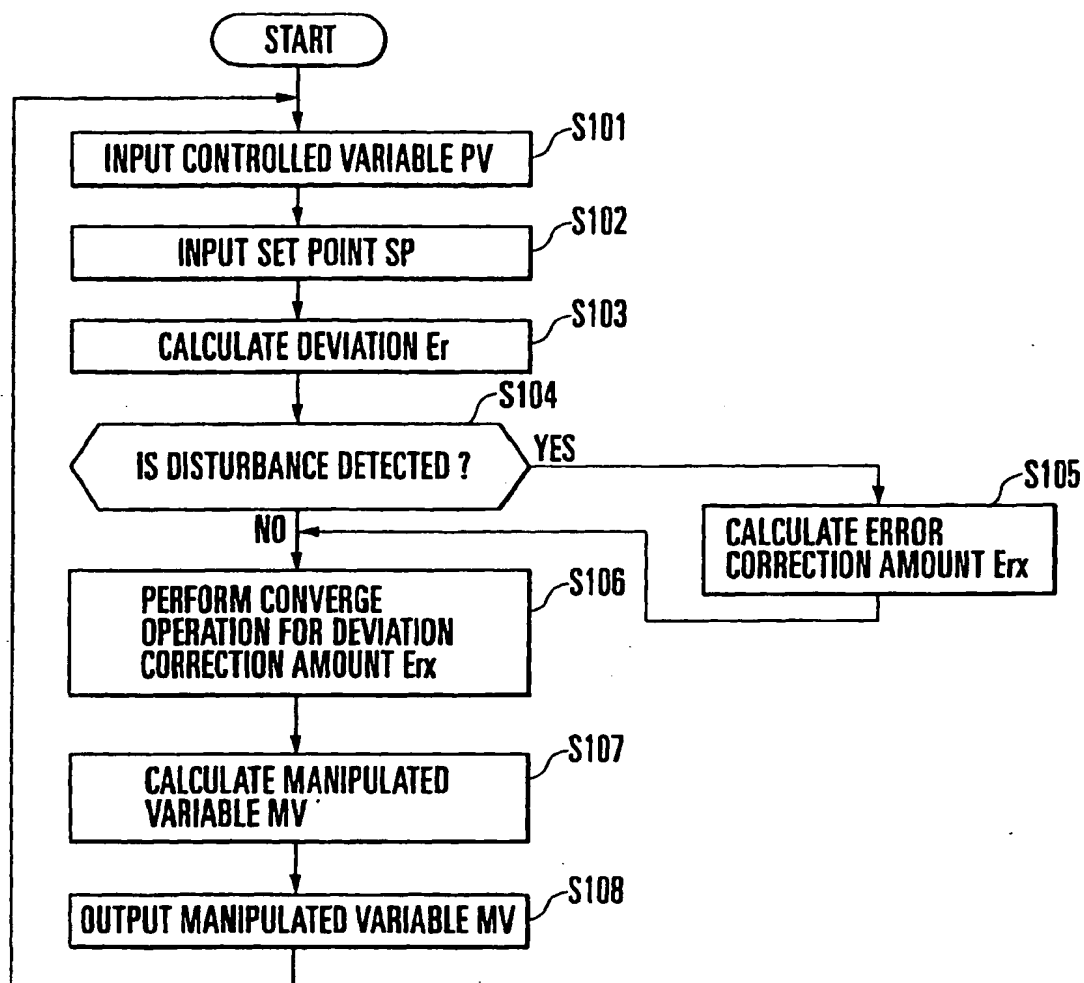 START
S101
INPUT CONTROLLED VARIABLE PV
S102
INPUT SET POINT SP
S103
CALCULATE DEVIATION Er
S104
IS DISTURBANCE DETECTED ?
YES
S105
CALCULATE ERROR
CORRECTION AMOUNT Erx
NO
S106
PERFORM CONVERGE
OPERATION FOR DEVIATION
CORRECTION AMOUNT Erx
S107
CALCULATE MANIPULATED
VARIABLE MV
S108
OUTPUT MANIPULATED VARIABLE MV